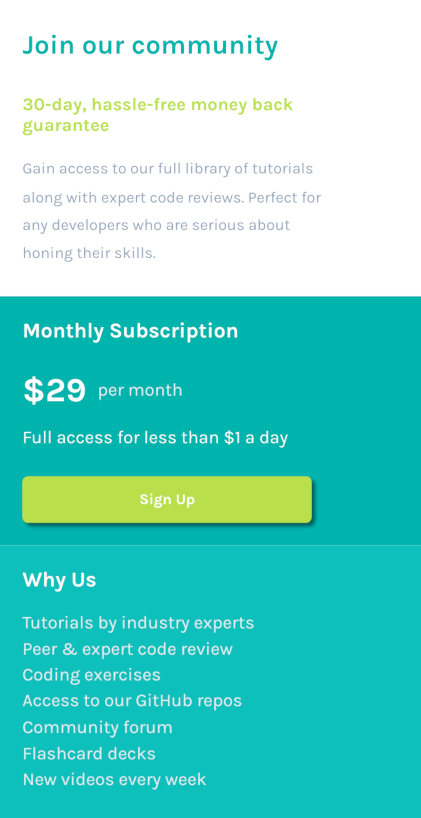 Join our community
30-day, hassle-free money back
guarantee
Gain access to our full library of tutorials
along with expert code reviews. Perfect for
any developers who are serious about
honing their skills.
Monthly Subscription
$29 per month
Full access for less than $1 a day
Sign Up
Why Us
Tutorials by industry experts
Peer & expert code review
Coding exercises
Access to our GitHub repos
Community forum
Flashcard decks
New videos every week